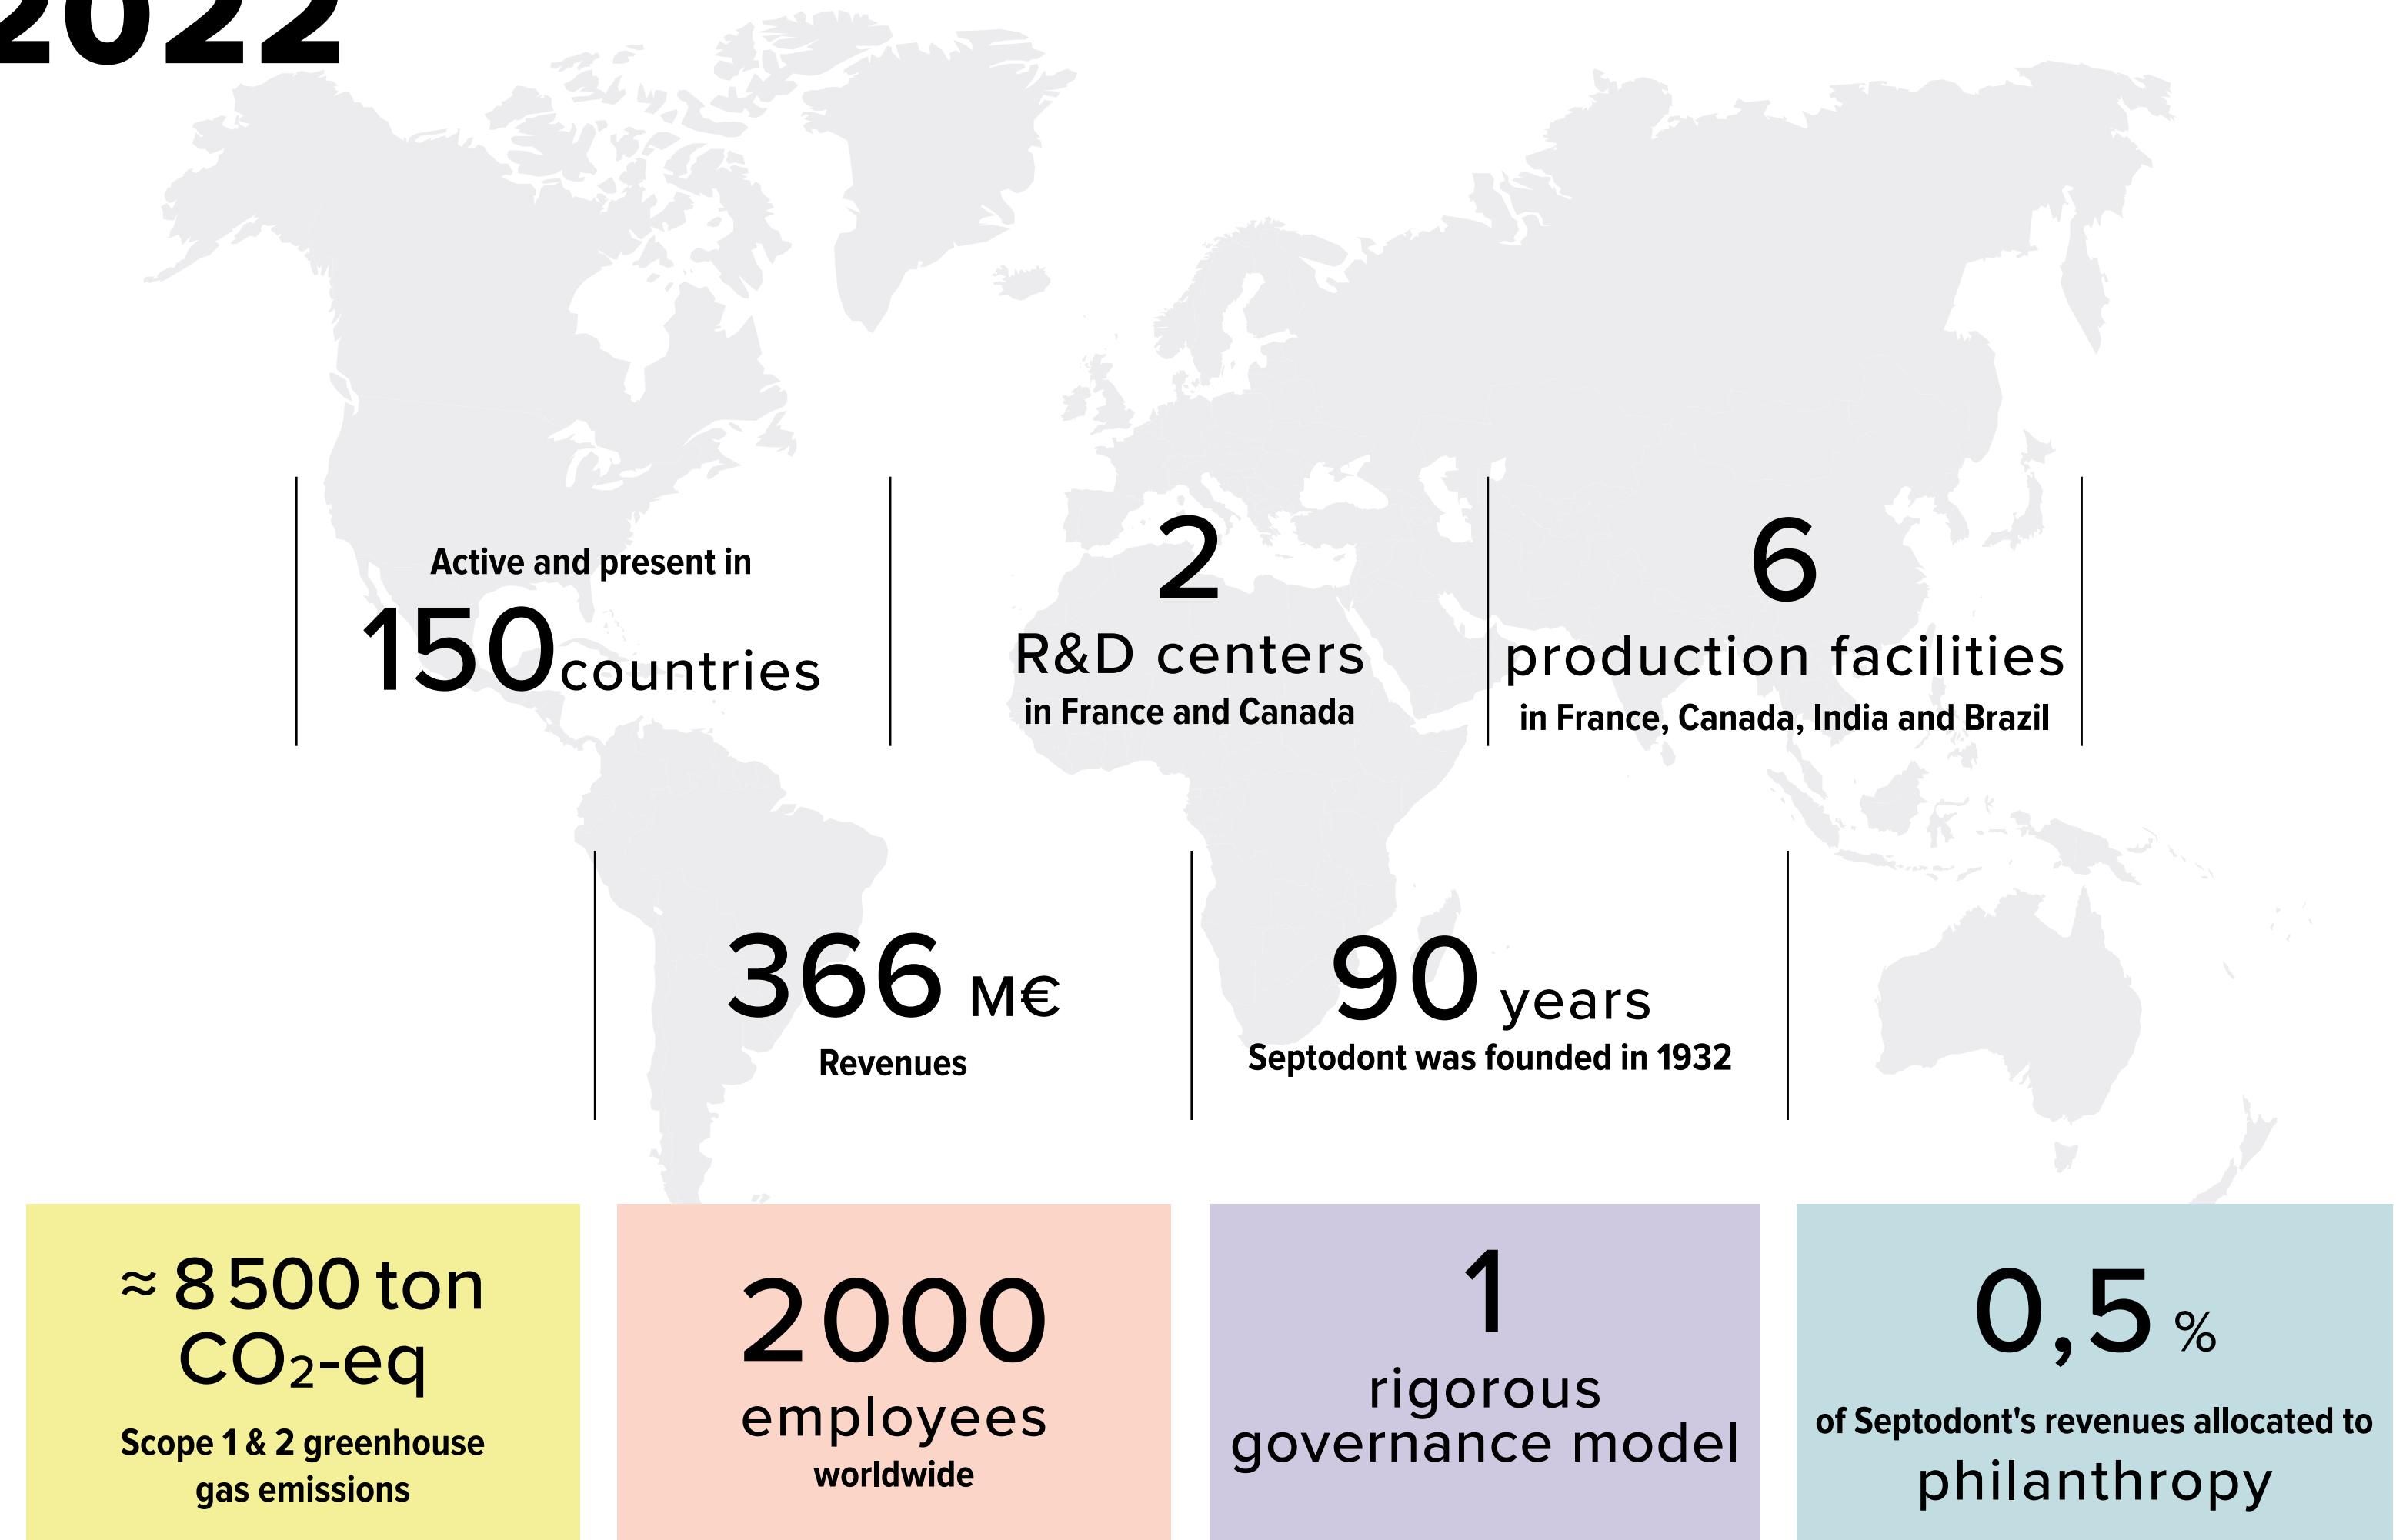 2022
Active and present in
150 countries
2
R&D centers
in France and Canada
6
production facilities
in France, Canada, India and Brazil
366 M€
Revenues
90 years
Septodont was founded in 1932
≈ 8 500 ton
CO₂-eq
Scope 1 & 2 greenhouse
gas emissions
2 000
employees
worldwide
1
rigorous
governance model
0,5 %
of Septodont's revenues allocated to
philanthropy